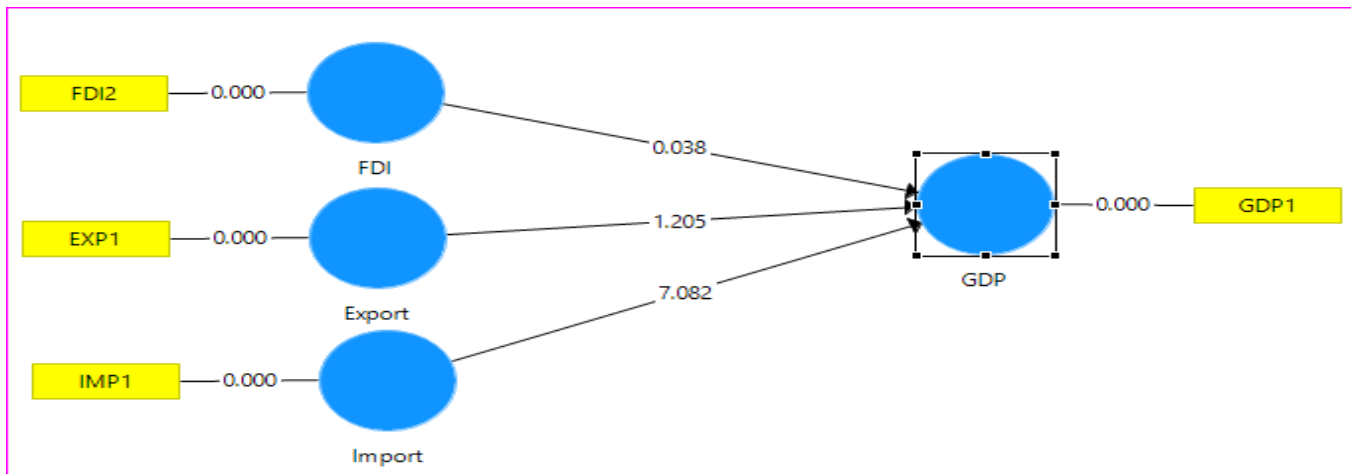 FDI2
0.000
FDI
0.038
EXP1
0.000
Export
1.205
IMP1
0.000
Import
7.082
GDP
0.000
GDP1